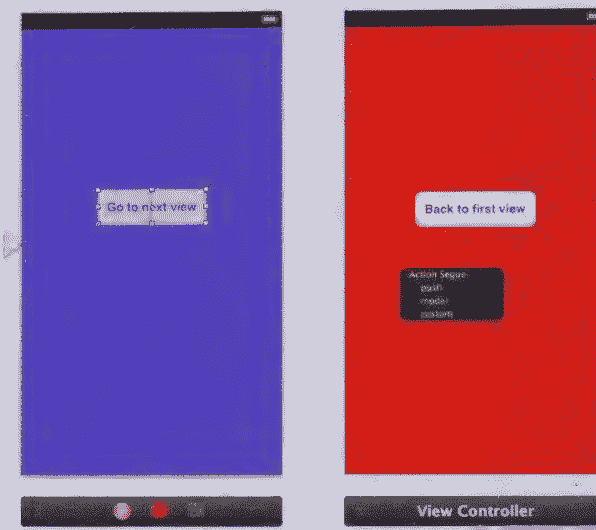 Go to next view
Back to first view
Action Segue
push
modal
custom
View Controller